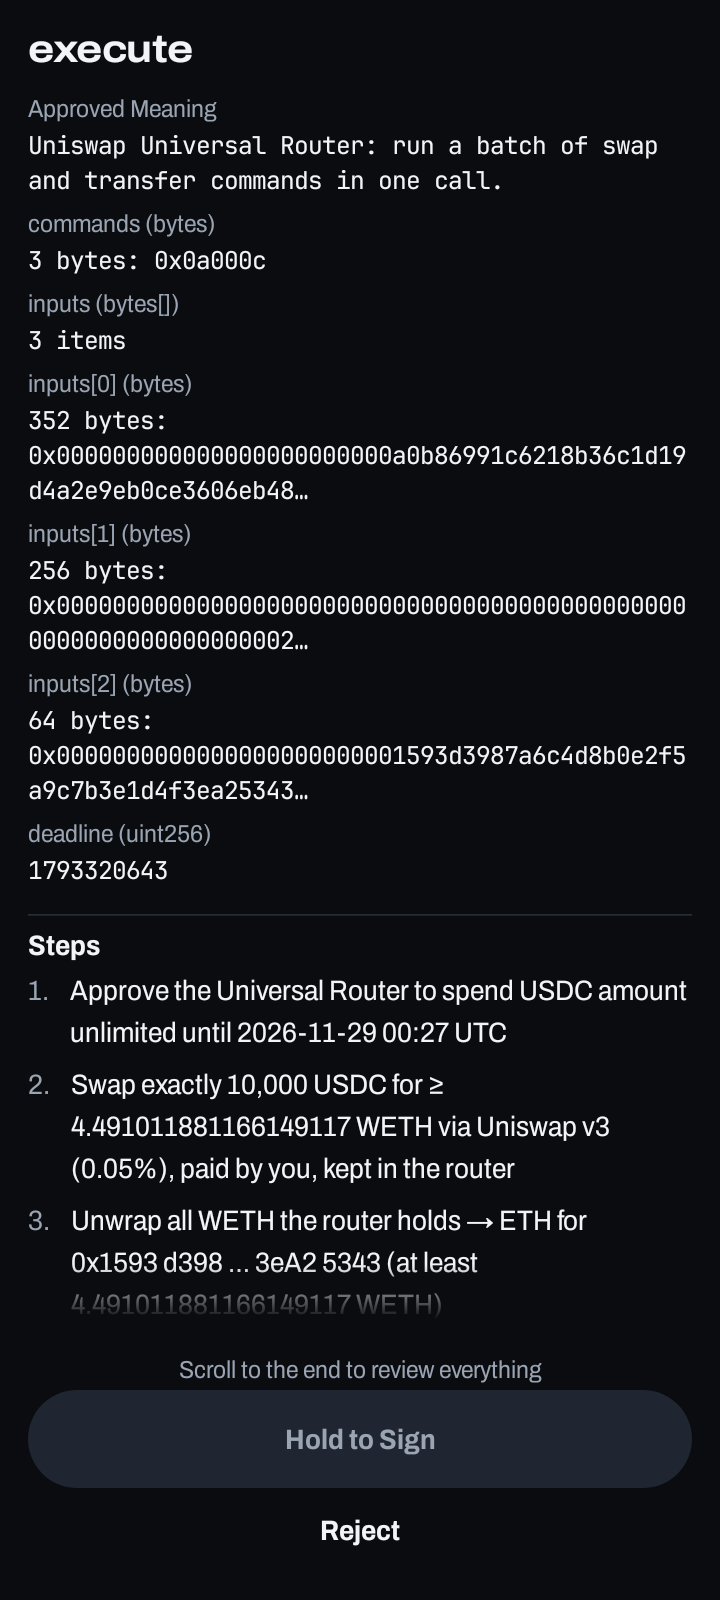 execute
Approved Meaning
Uniswap Universal Router: run a batch of swap
and transfer commands in one call.
commands (bytes)
3 bytes: 0x0a000c
inputs (bytes[])
3 items
inputs[0] (bytes)
352 bytes:
0x000000000000000000000000a0b86991c6218b36c1d19
d4a2e9eb0ce3606eb48…
inputs[1] (bytes)
256 bytes:
0x000000000000000000000000000000000000000000000
0000000000000000002…
inputs[2] (bytes)
64 bytes:
0x0000000000000000000000001593d3987a6c4d8b0e2f5
a9c7b3e1d4f3ea25343…
deadline (uint256)
1793320643
Steps
1. Approve the Universal Router to spend USDC amount
unlimited until 2026-11-29 00:27 UTC
2. Swap exactly 10,000 USDC for ≥
4.491011881166149117 WETH via Uniswap v3
(0.05%), paid by you, kept in the router
3. Unwrap all WETH the router holds → ETH for
0x1593 d398 … 3eA2 5343 (at least
4.491011881166149117 WETH)
Scroll to the end to review everything
Hold to Sign
Reject